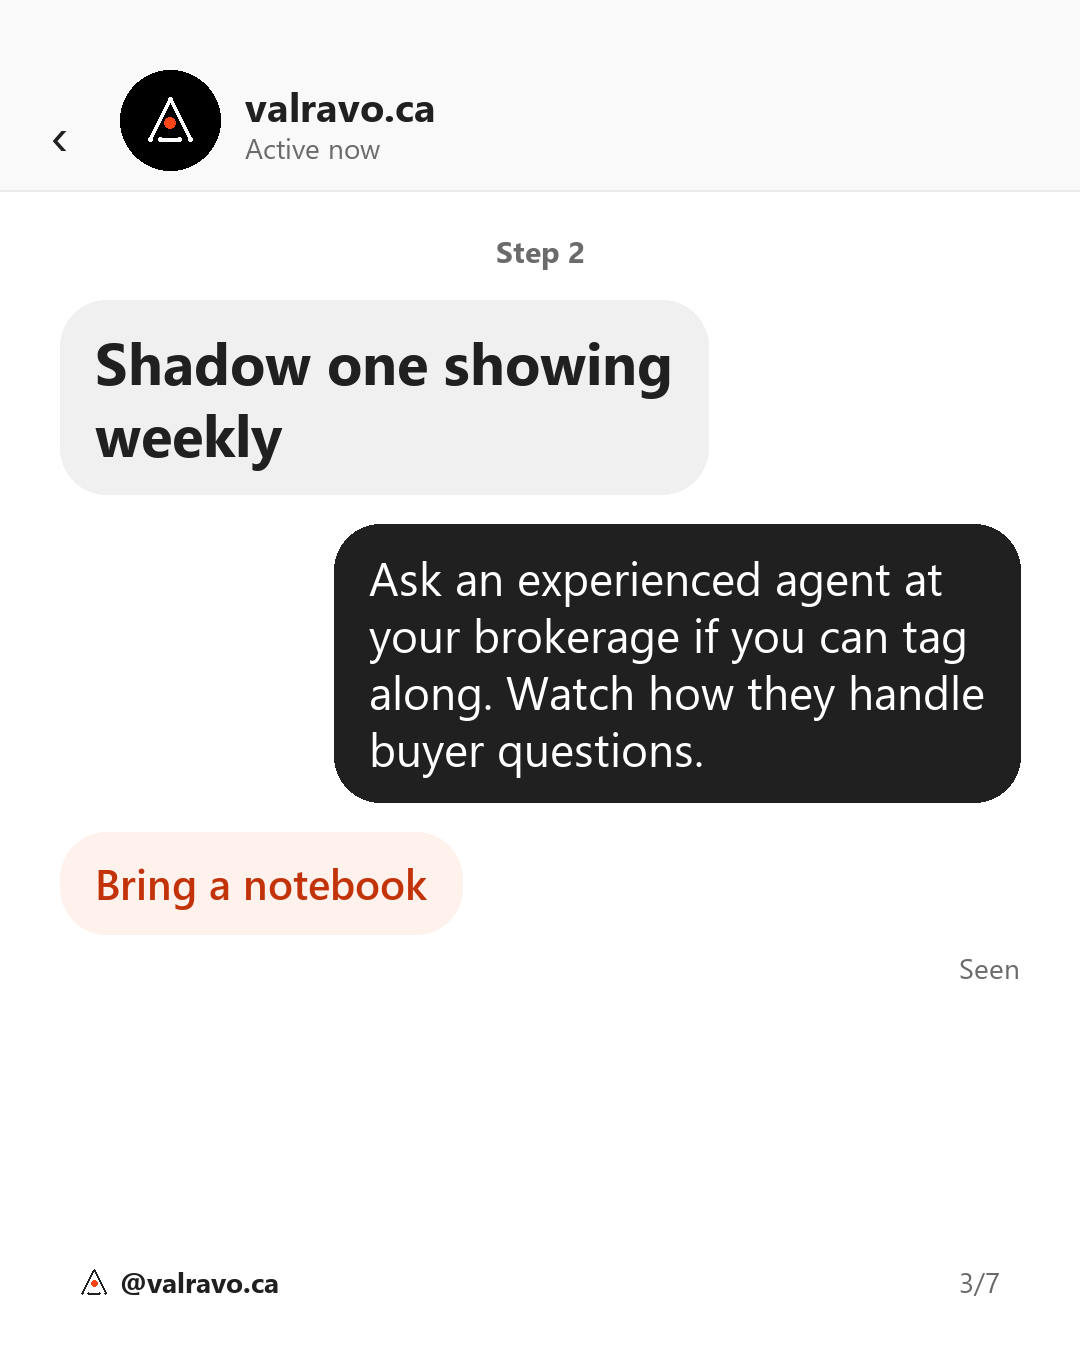 valravo.ca
Active now
Step 2
Shadow one showing
weekly
Ask an experienced agent at
your brokerage if you can tag
along. Watch how they handle
buyer questions.
Bring a notebook
Seen
@valravo.ca
3/7